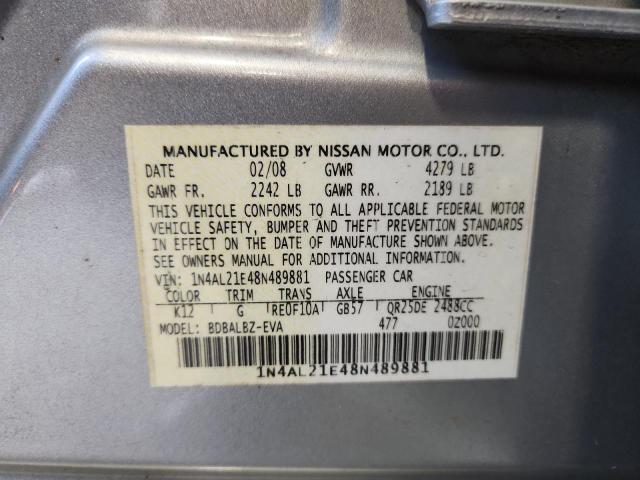 MANUFACTURED BY NISSAN MOTOR CO., LTD.
DATE 02/08 GVWR 4279 LB
GAWR FR. 2242 LB GAWR RR. 2189 LB
THIS VEHICLE CONFORMS TO ALL APPLICABLE FEDERAL MOTOR
VEHICLE SAFETY, BUMPER AND THEFT PREVENTION STANDARDS
IN EFFECT ON THE DATE OF MANUFACTURE SHOWN ABOVE.
SEE OWNERS MANUAL FOR ADDITIONAL INFORMATION.
VIN: 1N4AL21E48N489881 PASSENGER CAR
COLOR TRIM TRANS AXLE ENGINE
K12 G RE0F10A GB57 QR25DE 2488CC
MODEL: BDBALBZ-EVA 477 0Z000
1N4AL21E48N489881